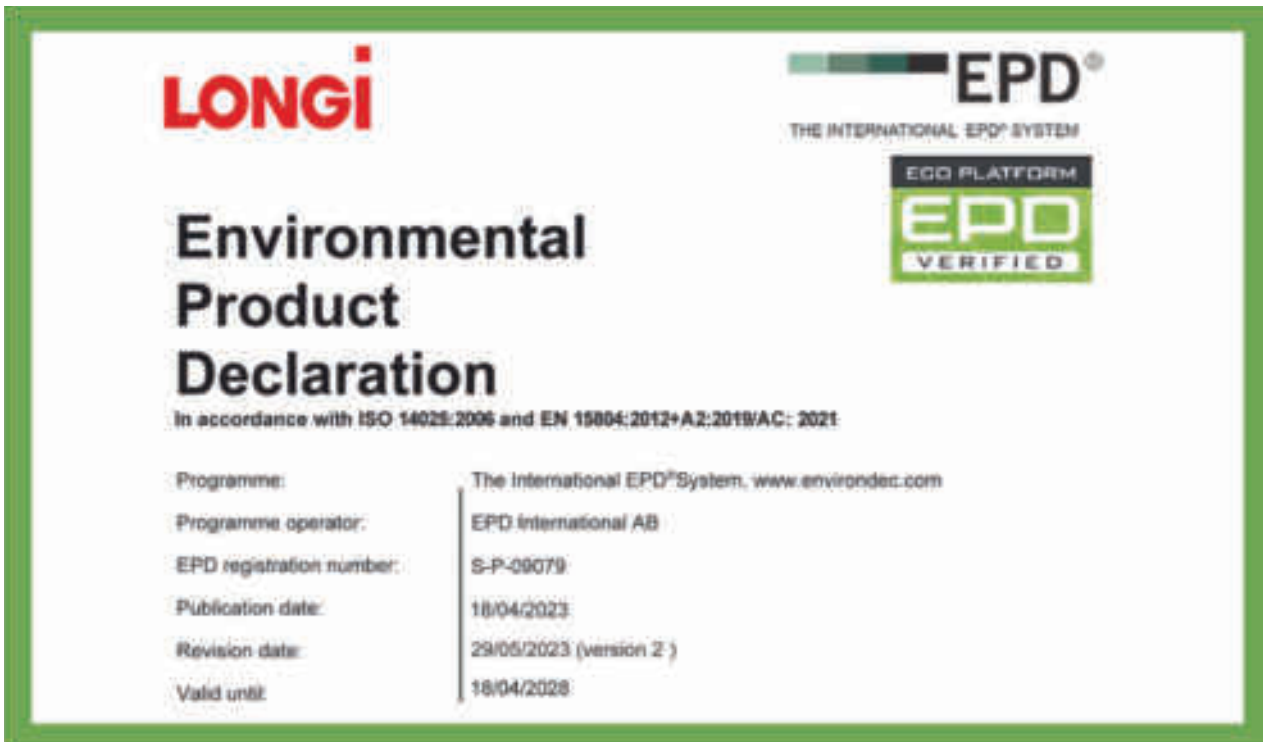 LONGi
EPD®
THE INTERNATIONAL EPD® SYSTEM
ECO PLATFORM
EPD
VERIFIED
Environmental
Product
Declaration
In accordance with ISO 14025:2006 and EN 15804:2012+A2:2019/AC: 2021
Programme: The International EPD®System, www.environdec.com
Programme operator: EPD International AB
EPD registration number: S-P-09079
Publication date: 18/04/2023
Revision date: 29/05/2023 (version 2 )
Valid until: 18/04/2028